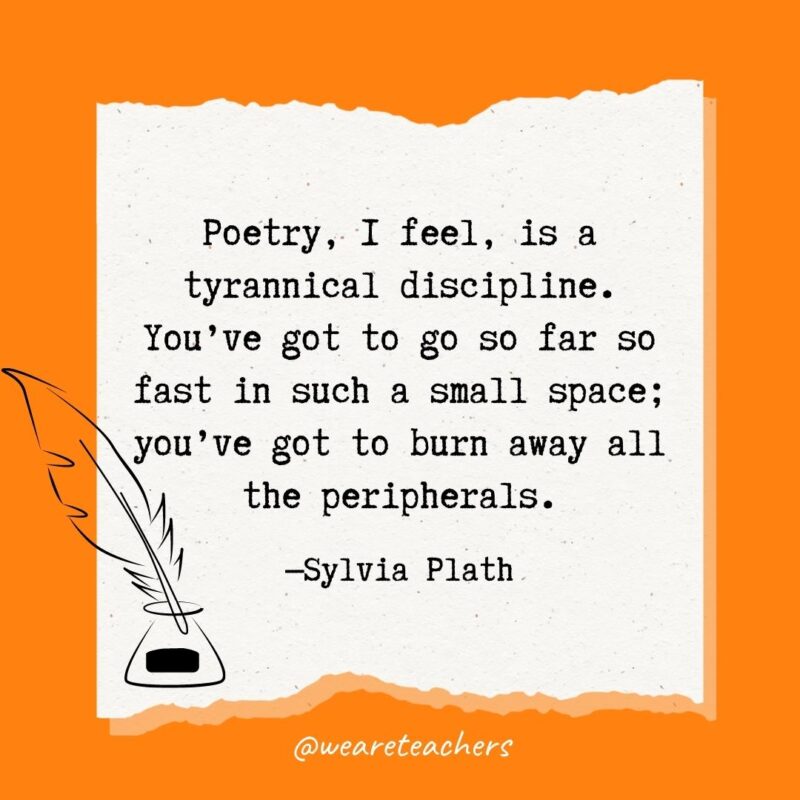 Poetry, I feel, is a
tyrannical discipline.
You’ve got to go so far so
fast in such a small space;
you’ve got to burn away all
the peripherals.
—Sylvia Plath
@weareteachers